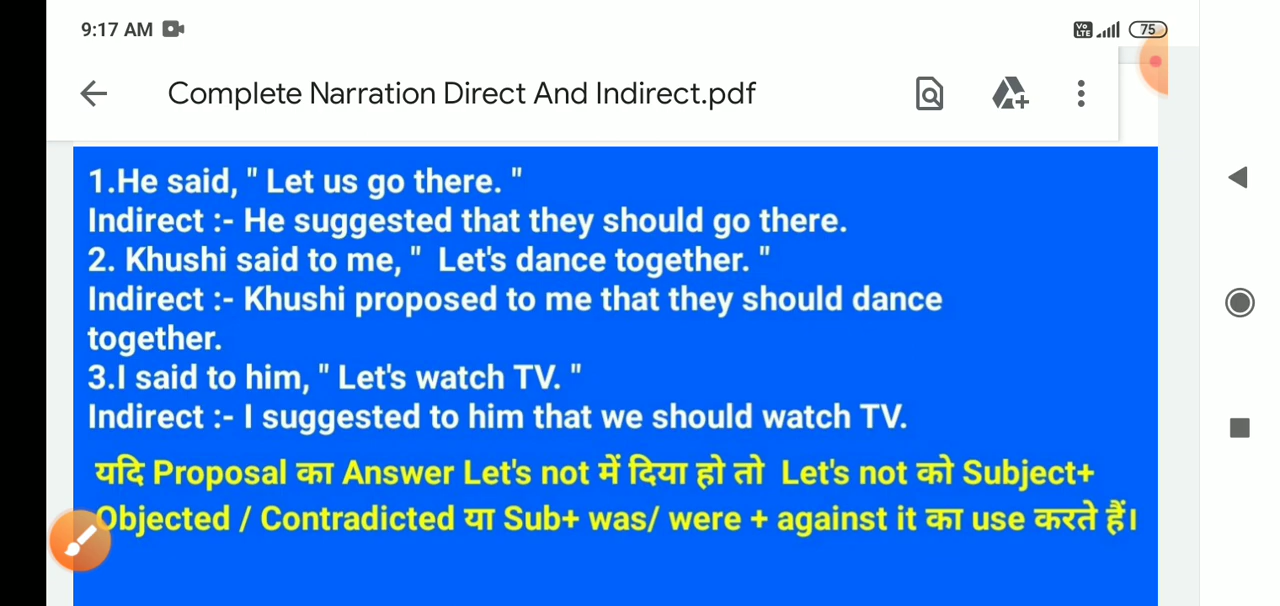 9:17 AM
Vo LTE 75
Complete Narration Direct And Indirect.pdf
1.He said, " Let us go there. "
Indirect :- He suggested that they should go there.
2. Khushi said to me, " Let's dance together. "
Indirect :- Khushi proposed to me that they should dance
together.
3.I said to him, " Let's watch TV. "
Indirect :- I suggested to him that we should watch TV.
यदि Proposal का Answer Let's not में दिया हो तो Let's not को Subject+
Objected / Contradicted या Sub+ was/ were + against it का use करते हैं।